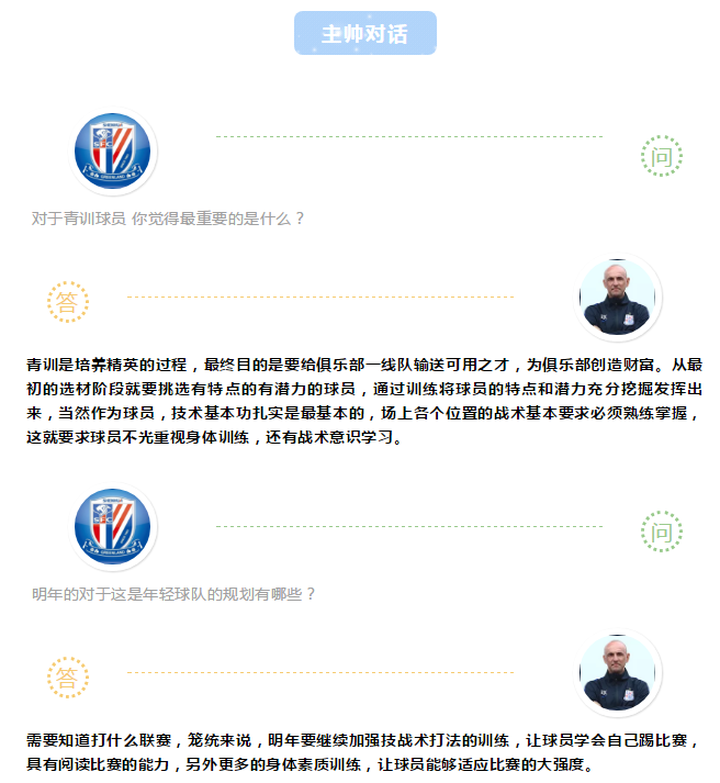 主帅对话
SHENHUA
SFC
GREENLAND
问
对于青训球员 你觉得最重要的是什么？
答
青训是培养精英的过程，最终目的是要给俱乐部一线队输送可用之才，为俱乐部创造财富。从最
初的选材阶段就要挑选有特点的有潜力的球员，通过训练将球员的特点和潜力充分挖掘发挥出
来，当然作为球员，技术基本功扎实是最基本的，场上各个位置的战术基本要求必须熟练掌握，
这就要求球员不光重视身体训练，还有战术意识学习。
SHENHUA
SFC
GREENLAND
问
明年的对于这是年轻球队的规划有哪些？
答
需要知道打什么联赛，笼统来说，明年要继续加强技战术打法的训练，让球员学会自己踢比赛，
具有阅读比赛的能力，另外更多的身体素质训练，让球员能够适应比赛的大强度。